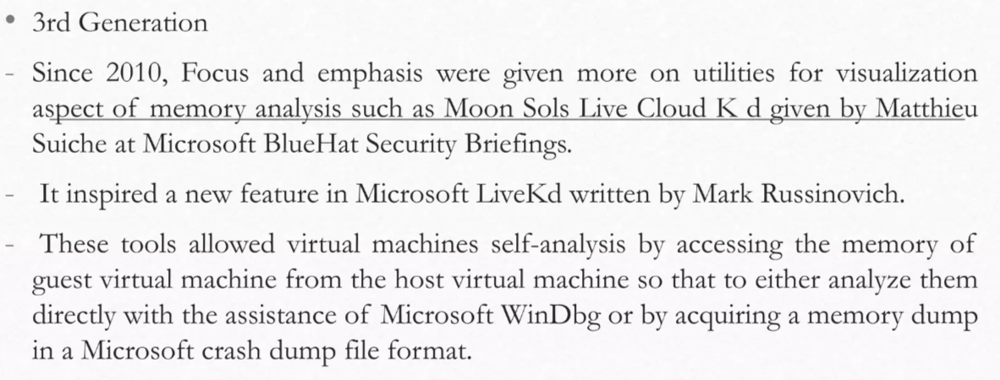 • 3rd Generation
- Since 2010, Focus and emphasis were given more on utilities for visualization
aspect of memory analysis such as Moon Sols Live Cloud K d given by Matthieu
Suiche at Microsoft BlueHat Security Briefings.
- It inspired a new feature in Microsoft LiveKd written by Mark Russinovich.
- These tools allowed virtual machines self-analysis by accessing the memory of
guest virtual machine from the host virtual machine so that to either analyze them
directly with the assistance of Microsoft WinDbg or by acquiring a memory dump
in a Microsoft crash dump file format.